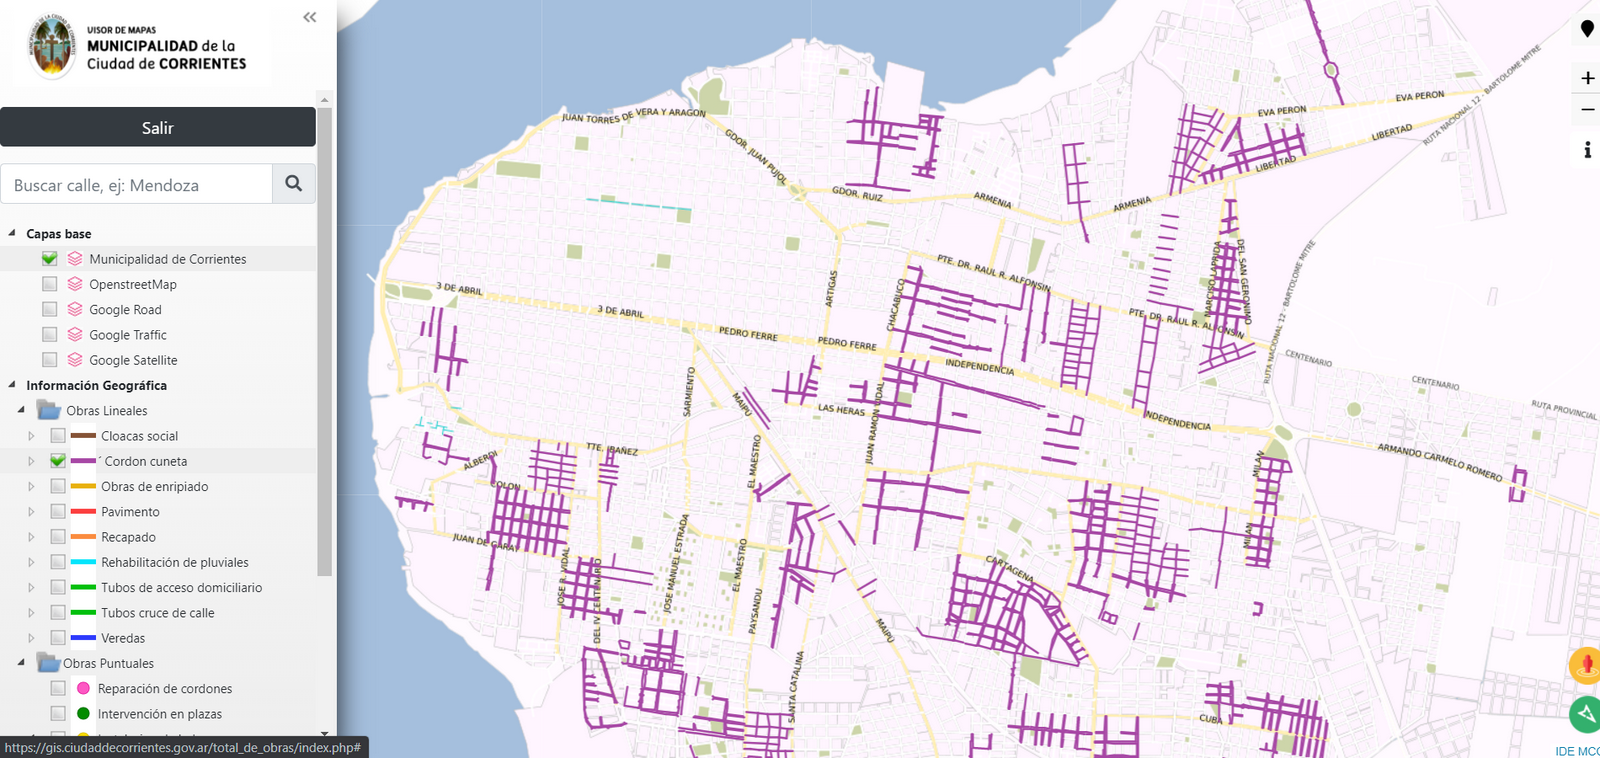 VISOR DE MAPAS
MUNICIPALIDAD de la
Ciudad de CORRIENTES
Salir
Buscar calle, ej: Mendoza
Capas base
Municipalidad de Corrientes
OpenstreetMap
Google Road
Google Traffic
Google Satellite
Información Geográfica
Obras Lineales
Cloacas social
´ Cordon cuneta
Obras de enripiado
Pavimento
Recapado
Rehabilitación de pluviales
Tubos de acceso domiciliario
Tubos cruce de calle
Veredas
Obras Puntuales
Reparación de cordones
Intervención en plazas
https://gis.ciudaddecorrientes.gov.ar/total_de_obras/index.php#
JUAN TORRES DE VERA Y ARAGON
GDOR. JUAN PUJOL
GDOR. RUIZ
ARMENIA
ARMENIA
EVA PERON
EVA PERON
LIBERTAD
LIBERTAD
RUTA NACIONAL 12 - BARTOLOME MITRE
RUTA NACIONAL 12 - BARTOLOME MITRE
PTE. DR. RAUL R. ALFONSIN
PTE. DR. RAUL R. ALFONSIN
NARCISO LAPRIDA
DEL SAN GERONIMO
ARTIGAS
CHACABUCO
3 DE ABRIL
3 DE ABRIL
PEDRO FERRE
PEDRO FERRE
INDEPENDENCIA
INDEPENDENCIA
CENTENARIO
CENTENARIO
RUTA PROVINCIAL
ARMANDO CARMELO ROMERO
SARMIENTO
MAIPU
LAS HERAS
JUAN RAMON VIDAL
EL MAESTRO
TTE. IBAÑEZ
ALBERDI
COLON
JUAN DE GARAY
JOSE R. VIDAL
DEL IV CENTENARIO
JOSE MANUEL ESTRADA
EL MAESTRO
PAYSANDU
MAIPU
SANTA CATALINA
CARTAGENA
MILAN
MILAN
CUBA
IDE MCC